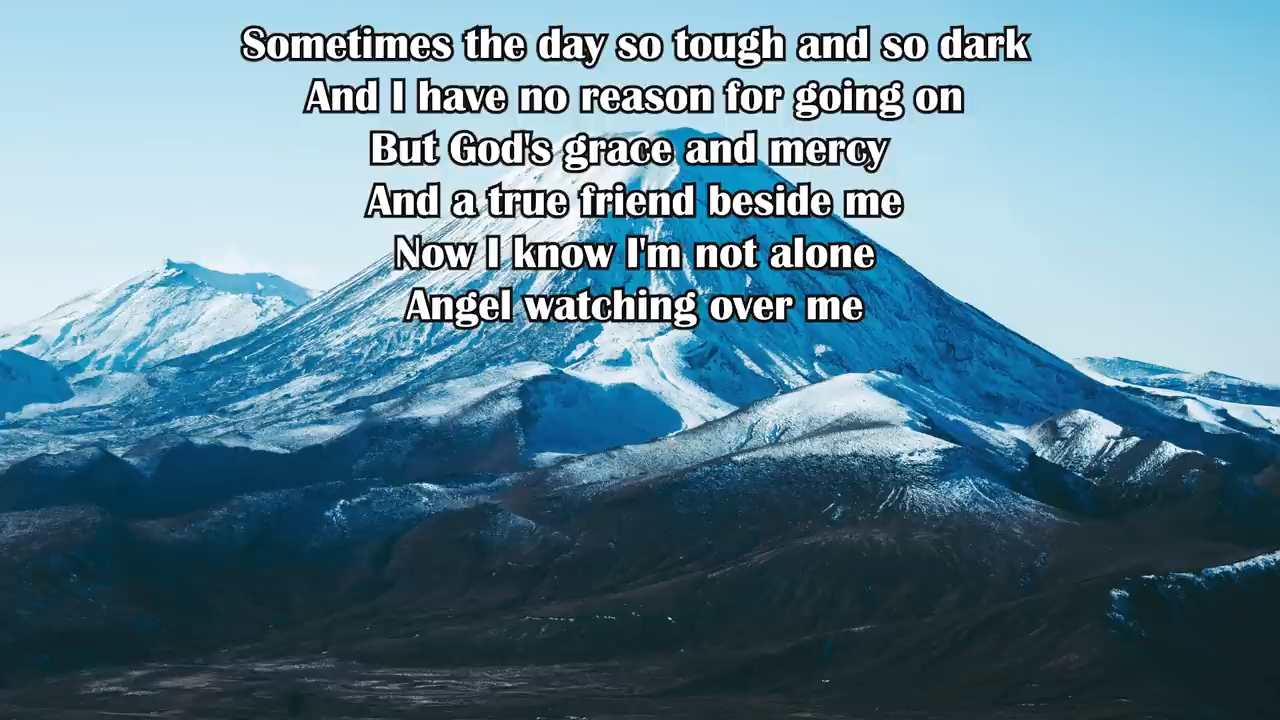 Sometimes the day so tough and so dark
And I have no reason for going on
But God's grace and mercy
And a true friend beside me
Now I know I'm not alone
Angel watching over me